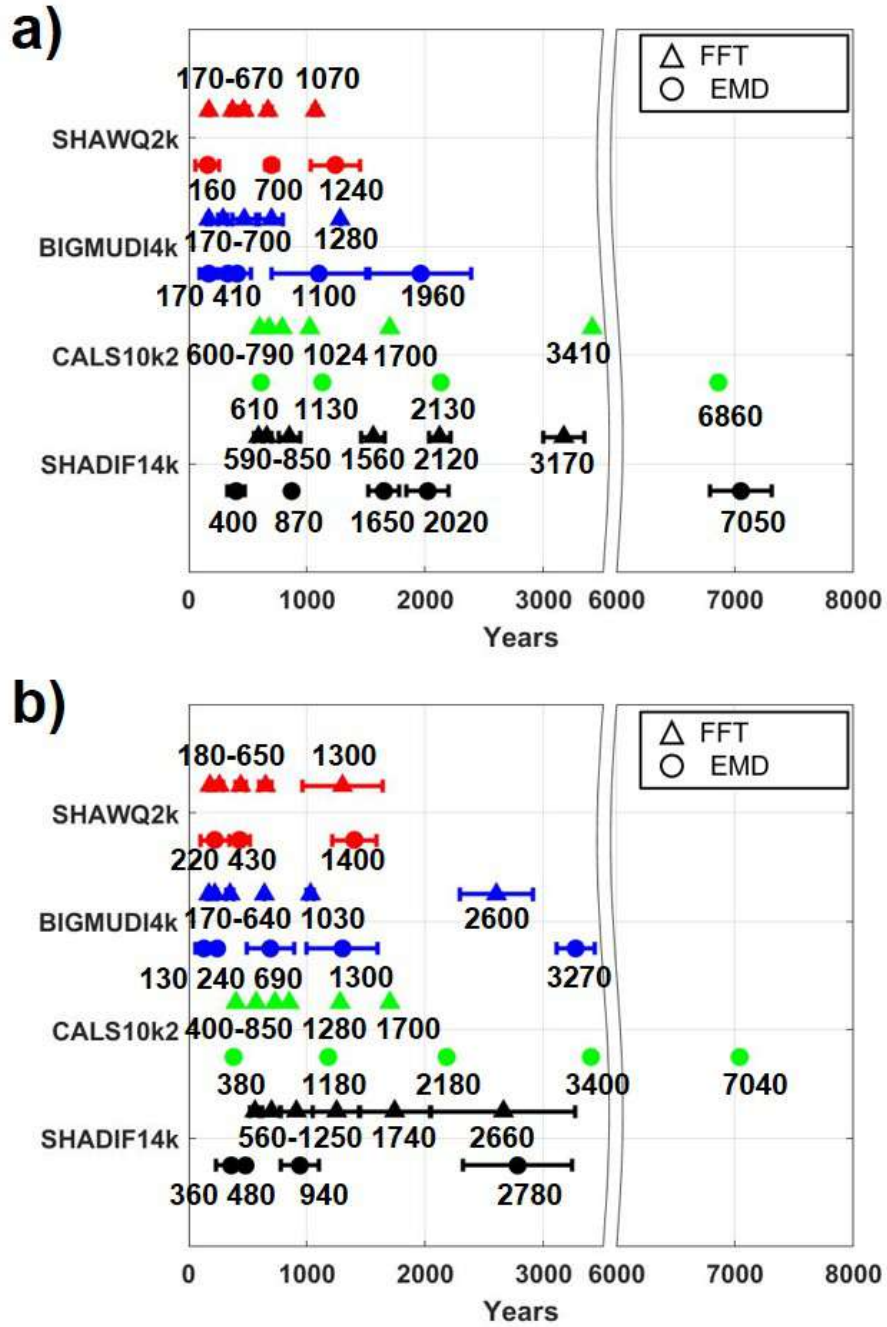 a)
FFT
EMD
170-670 1070
SHAWQ2k
160 700 1240
BIGMUDI4k
170-700 1280
170 410 1100 1960
CALS10k2
600-790 1024 1700 3410
610 1130 2130 6860
SHADIF14k
590-850 1560 2120 3170
400 870 1650 2020 7050
0 1000 2000 3000 6000 7000 8000
Years
b)
FFT
EMD
180-650 1300
SHAWQ2k
220 430 1400
BIGMUDI4k
170-640 1030 2600
130 240 690 1300 3270
CALS10k2
400-850 1280 1700
380 1180 2180 3400 7040
SHADIF14k
560-1250 1740 2660
360 480 940 2780
0 1000 2000 3000 6000 7000 8000
Years